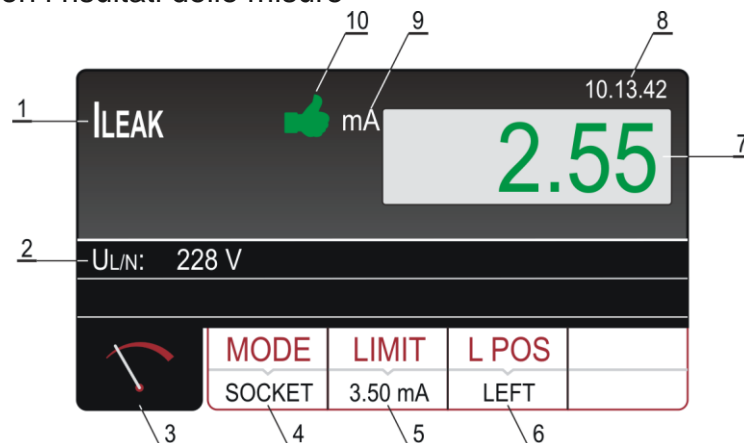 con i risultati delle misure
10 9 8
10.13.42
1 ILEAK mA
2.55 7
2 UL/N: 228 V
MODE LIMIT L POS
SOCKET 3.50 mA LEFT
3 4 5 6